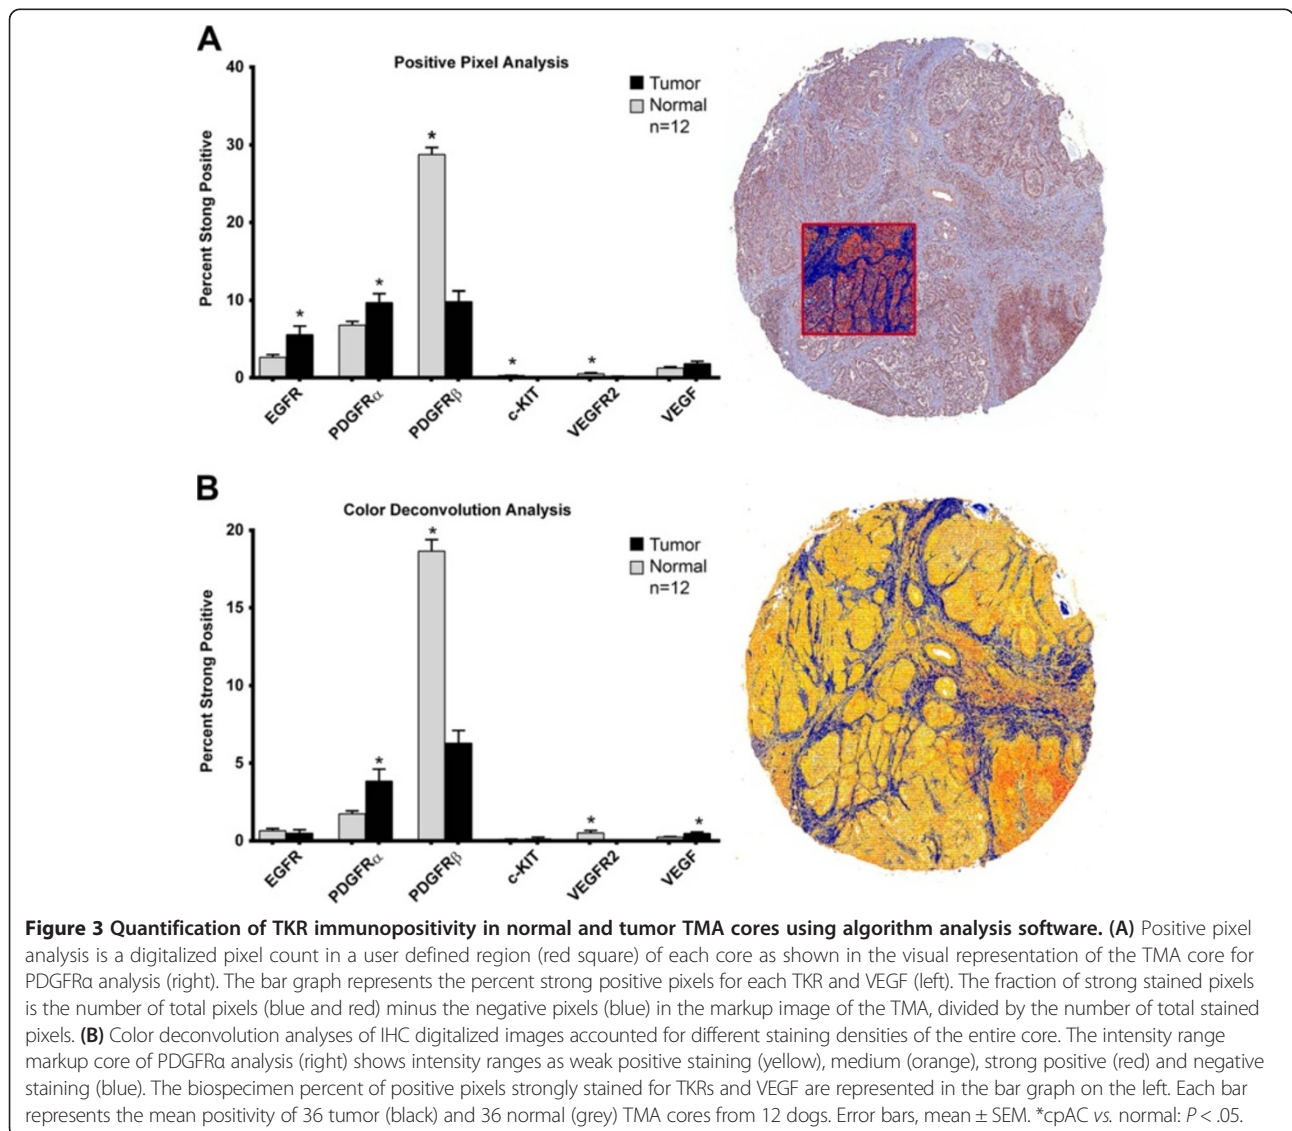 A
Positive Pixel Analysis
Tumor
Normal
n=12
Percent Stong Positive
40
30
20
10
0
*
*
*
*
*
EGFR
PDGFRα
PDGFRβ
c-KIT
VEGFR2
VEGF
B
Color Deconvolution Analysis
Tumor
Normal
n=12
Percent Strong Positive
20
15
10
5
0
*
*
*
*
EGFR
PDGFRα
PDGFRβ
c-KIT
VEGFR2
VEGF
Figure 3 Quantification of TKR immunopositivity in normal and tumor TMA cores using algorithm analysis software. (A) Positive pixel
analysis is a digitalized pixel count in a user defined region (red square) of each core as shown in the visual representation of the TMA core for
PDGFRα analysis (right). The bar graph represents the percent strong positive pixels for each TKR and VEGF (left). The fraction of strong stained pixels
is the number of total pixels (blue and red) minus the negative pixels (blue) in the markup image of the TMA, divided by the number of total stained
pixels. (B) Color deconvolution analyses of IHC digitalized images accounted for different staining densities of the entire core. The intensity range
markup core of PDGFRα analysis (right) shows intensity ranges as weak positive staining (yellow), medium (orange), strong positive (red) and negative
staining (blue). The biospecimen percent of positive pixels strongly stained for TKRs and VEGF are represented in the bar graph on the left. Each bar
represents the mean positivity of 36 tumor (black) and 36 normal (grey) TMA cores from 12 dogs. Error bars, mean ± SEM. *cpAC vs. normal: P < .05.